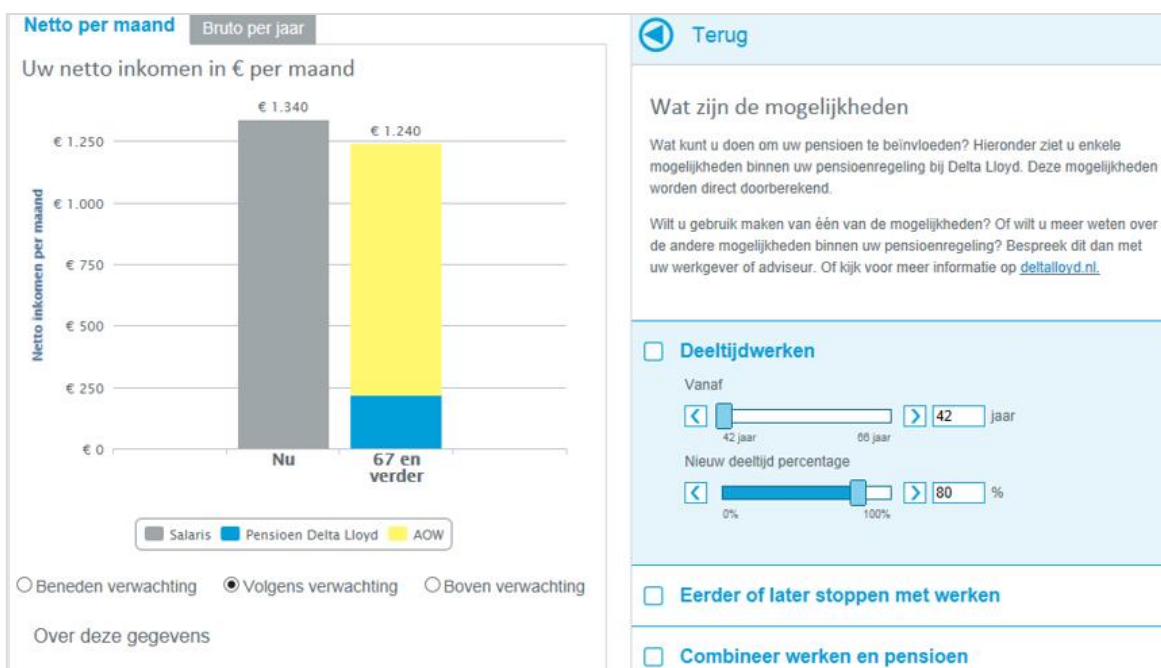 Netto per maand
Bruto per jaar
Uw netto inkomen in € per maand
€ 1.340
€ 1.240
€ 1.250
€ 1.000
€ 750
€ 500
€ 250
€ 0
Netto inkomen per maand
Nu
67 en
verder
Salaris
Pensioen Delta Lloyd
AOW
Beneden verwachting
Volgens verwachting
Boven verwachting
Over deze gegevens
Terug
Wat zijn de mogelijkheden
Wat kunt u doen om uw pensioen te beïnvloeden? Hieronder ziet u enkele
mogelijkheden binnen uw pensioenregeling bij Delta Lloyd. Deze mogelijkheden
worden direct doorberekend.
Wilt u gebruik maken van één van de mogelijkheden? Of wilt u meer weten over
de andere mogelijkheden binnen uw pensioenregeling? Bespreek dit dan met
uw werkgever of adviseur. Of kijk voor meer informatie op deltalloyd.nl.
Deeltijdwerken
Vanaf
42 jaar
42 jaar
66 jaar
Nieuw deeltijd percentage
80 %
0%
100%
Eerder of later stoppen met werken
Combineer werken en pensioen